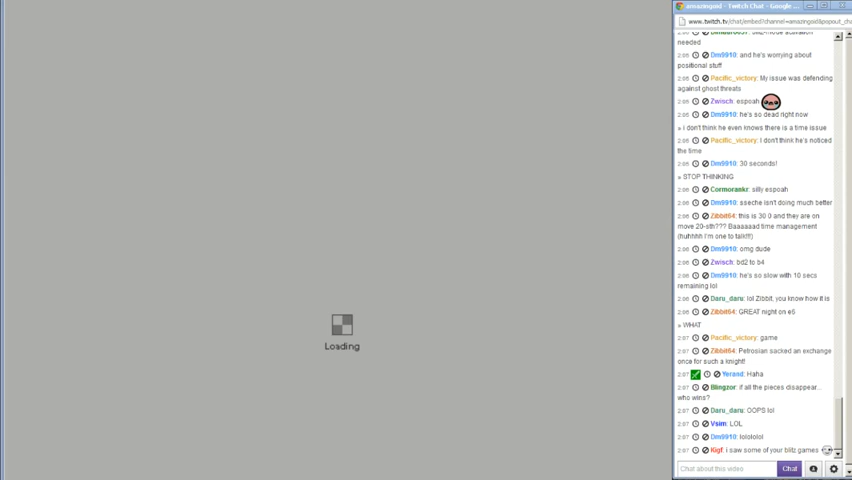 amazingoid - Twitch Chat - Google ...
www.twitch.tv/chat/embed?channel=amazingoid&popout_ch
needed
2:05 Dm9910: and he's worrying about
positional stuff
2:05 Pacific_victory: My issue was defending
against ghost threats
2:05 Zwisch: espoah
2:06 Dm9910: he's so dead right now
I don't think he even knows there is a time issue
2:06 Pacific_victory: I don't think he's noticed
the time
2:06 Dm9910: 30 seconds!
STOP THINKING
2:06 Cormorankr: silly espoah
2:06 Dm9910: sseche isn't doing much better
2:06 Zibbit64: this is 30 0 and they are on
move 20-sth??? Baaaaaad time management
(huhhhh I'm one to talk!!!)
2:06 Dm9910: omg dude
2:06 Zwisch: bd2 to b4
2:06 Dm9910: he's so slow with 10 secs
remaining lol
2:06 Daru_daru: lol Zibbit, you know how it is
2:06 Zibbit64: GREAT night on e5
WHAT
2:07 Pacific_victory: game
2:07 Zibbit64: Petrosian sacked an exchange
once for such a knight!
2:07 Yerand: Haha
2:07 Blingzor: if all the pieces disappear...
who wins?
2:07 Daru_daru: OOPS lol
2:07 Vsim: LOL
2:07 Dm9910: lolololol
2:07 Kigf: i saw some of your blitz games
Chat about this video
Chat
Loading